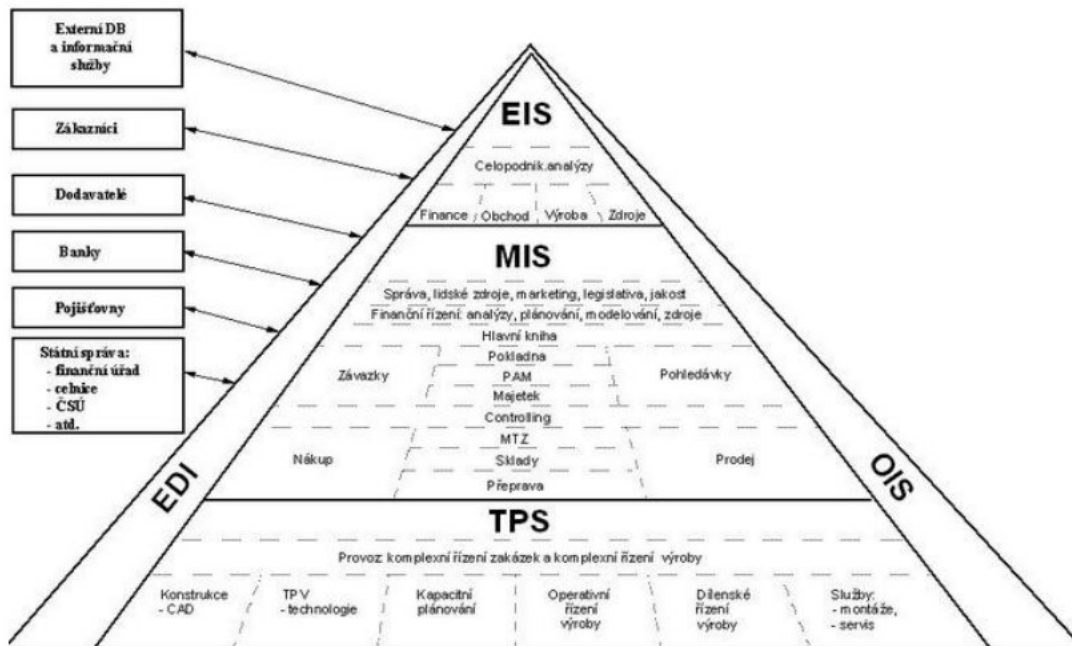 Externí DB
a informační
služby
Zákazníci
Dodavatelé
Banky
Pojišťovny
Státní správa:
- finanční úřad
- celnice
- ČSÚ
- atd.
EDI
EIS
Celopodnik.analýzy
Finance
Obchod
Výroba
Zdroje
MIS
Správa, lidské zdroje, marketing, legislativa, jakost
Finanční řízení: analýzy, plánování, modelování, zdroje
Hlavní kniha
Závazky
Pokladna
PAM
Majetek
Pohledávky
Controlling
Nákup
MTZ
Sklady
Přeprava
Prodej
OIS
TPS
Provoz: komplexní řízení zakázek a komplexní řízení výroby
Konstrukce
- CAD
TPV
- technologie
Kapacitní
plánování
Operativní
řízení
výroby
Dílenské
řízení
výroby
Služby:
- montáže,
- servis